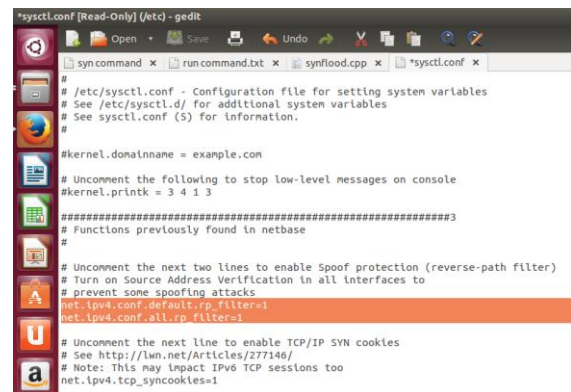 *sysctl.conf [Read-Only] (/etc) - gedit
Open Save Undo
syn command × run command.txt × synflood.cpp × *sysctl.conf ×
#
# /etc/sysctl.conf - Configuration file for setting system variables
# See /etc/sysctl.d/ for additional system variables
# See sysctl.conf (5) for information.
#
#kernel.domainname = example.com
# Uncomment the following to stop low-level messages on console
#kernel.printk = 3 4 1 3
##############################################################3
# Functions previously found in netbase
#
# Uncomment the next two lines to enable Spoof protection (reverse-path filter)
# Turn on Source Address Verification in all interfaces to
# prevent some spoofing attacks
net.ipv4.conf.default.rp_filter=1
net.ipv4.conf.all.rp_filter=1
# Uncomment the next line to enable TCP/IP SYN cookies
# See http://lwn.net/Articles/277146/
# Note: This may impact IPv6 TCP sessions too
net.ipv4.tcp_syncookies=1